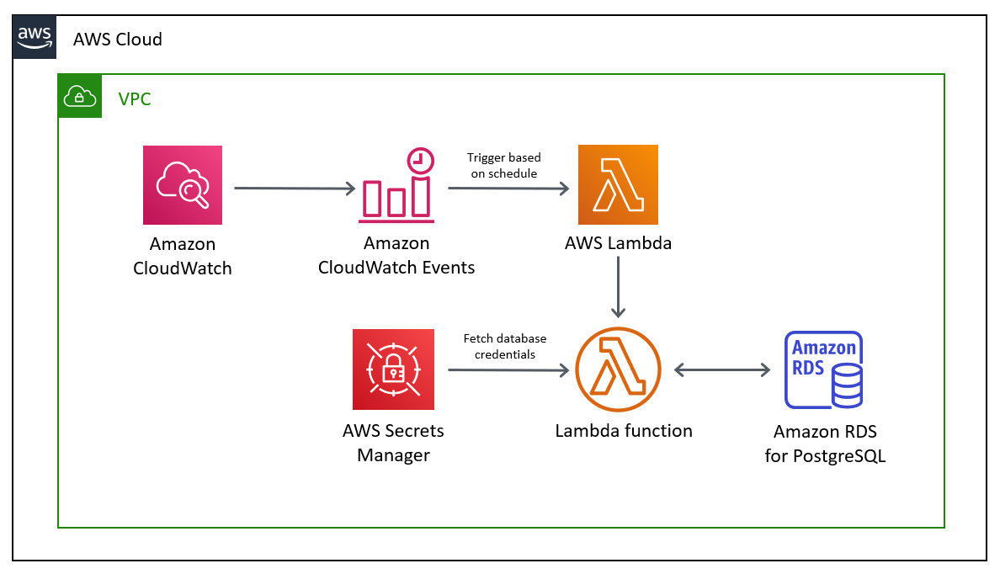 aws
AWS Cloud
VPC
Trigger based
on schedule
Amazon
CloudWatch
Amazon
CloudWatch Events
AWS Lambda
Fetch database
credentials
Amazon
RDS
AWS Secrets
Manager
Lambda function
Amazon RDS
for PostgreSQL